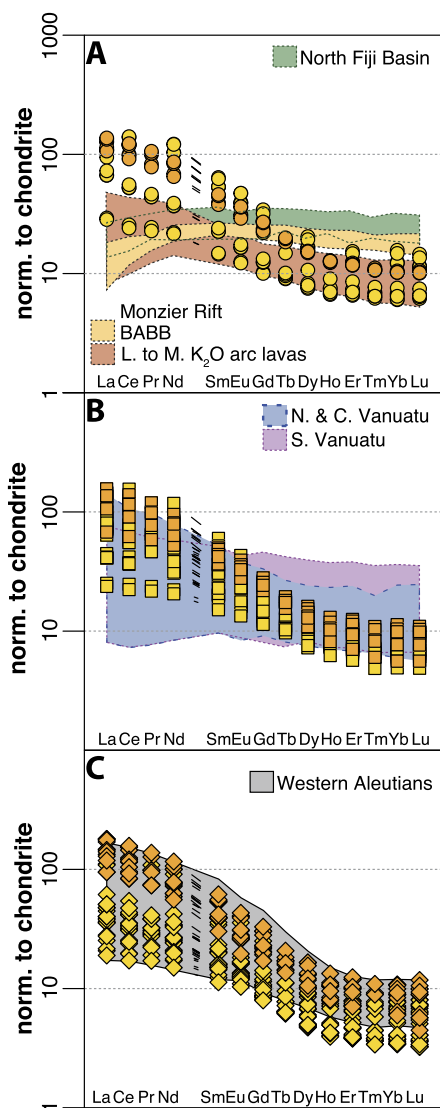 A
1000
North Fiji Basin
100
norm. to chondrite
10
Monzier Rift
BABB
L. to M. K2O arc lavas
La Ce Pr Nd Sm Eu Gd Tb Dy Ho Er Tm Yb Lu
1
B
N. & C. Vanuatu
S. Vanuatu
100
norm. to chondrite
10
La Ce Pr Nd Sm Eu Gd Tb Dy Ho Er Tm Yb Lu
1
C
Western Aleutians
100
norm. to chondrite
10
La Ce Pr Nd Sm Eu Gd Tb Dy Ho Er Tm Yb Lu
1